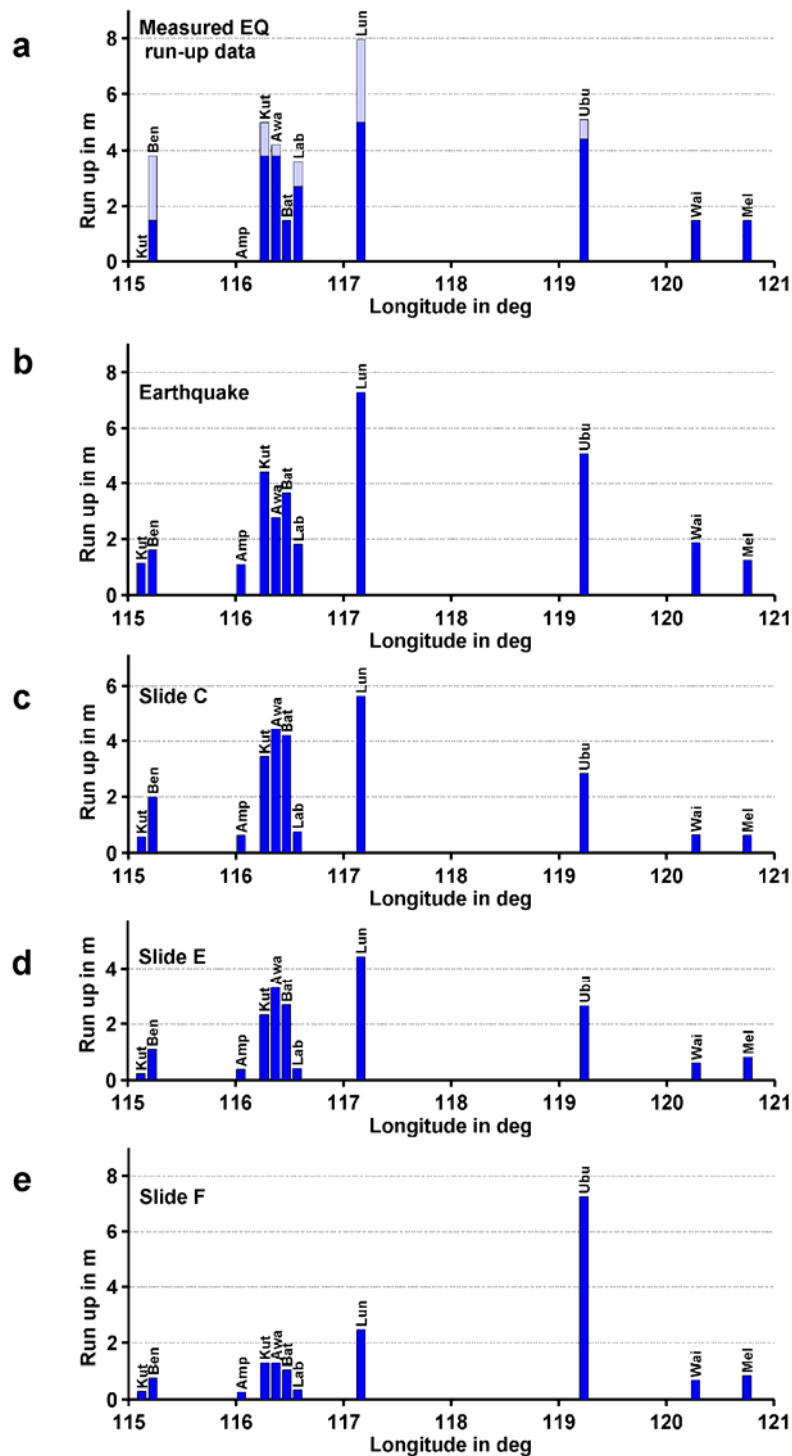 a
Measured EQ
run-up data
Run up in m
8
6
4
2
0
Kut
Ben
Amp
Kut
Awa
Bat
Lab
Lun
Ubu
Wai
Mel
115 116 117 118 119 120 121
Longitude in deg
b
Earthquake
Run up in m
8
6
4
2
0
Kut
Ben
Amp
Kut
Awa
Bat
Lab
Lun
Ubu
Wai
Mel
115 116 117 118 119 120 121
Longitude in deg
c
Slide C
Run up in m
6
4
2
0
Kut
Ben
Amp
Kut
Awa
Bat
Lab
Lun
Ubu
Wai
Mel
115 116 117 118 119 120 121
Longitude in deg
d
Slide E
Run up in m
4
2
0
Kut
Ben
Amp
Kut
Awa
Bat
Lab
Lun
Ubu
Wai
Mel
115 116 117 118 119 120 121
Longitude in deg
e
Slide F
Run up in m
8
6
4
2
0
Kut
Ben
Amp
Kut
Awa
Bat
Lab
Lun
Ubu
Wai
Mel
115 116 117 118 119 120 121
Longitude in deg